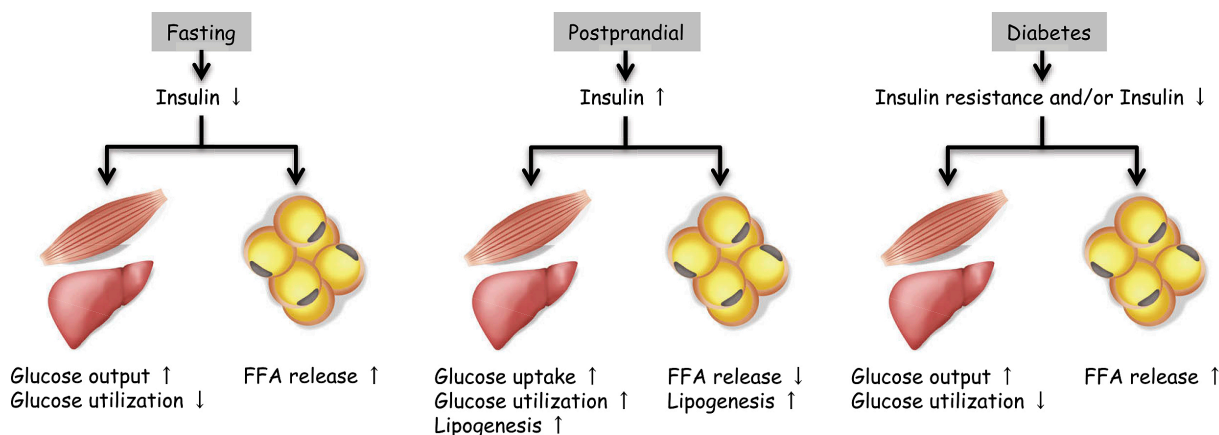 Fasting
Insulin ↓
Glucose output ↑
Glucose utilization ↓
FFA release ↑
Postprandial
Insulin ↑
Glucose uptake ↑
Glucose utilization ↑
Lipogenesis ↑
FFA release ↓
Lipogenesis ↑
Diabetes
Insulin resistance and/or Insulin ↓
Glucose output ↑
Glucose utilization ↓
FFA release ↑